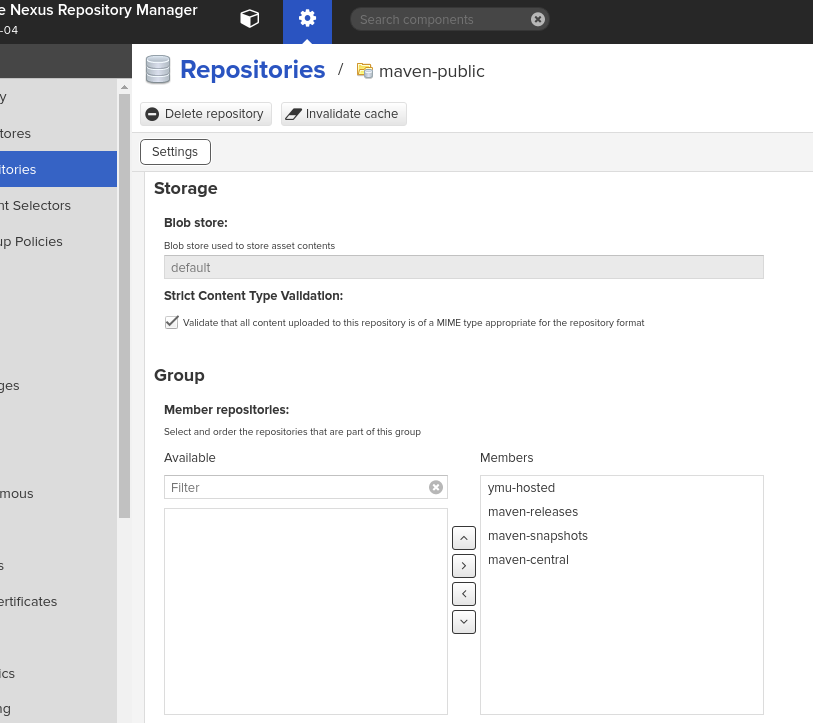 e Nexus Repository Manager
-04
Search components
Repositories / maven-public
Delete repository
Invalidate cache
Settings
y
tores
itories
nt Selectors
up Policies
ges
mous
s
ertificates
ics
ng
Storage
Blob store:
Blob store used to store asset contents
default
Strict Content Type Validation:
Validate that all content uploaded to this repository is of a MIME type appropriate for the repository format
Group
Member repositories:
Select and order the repositories that are part of this group
Available
Filter
Members
ymu-hosted
maven-releases
maven-snapshots
maven-central